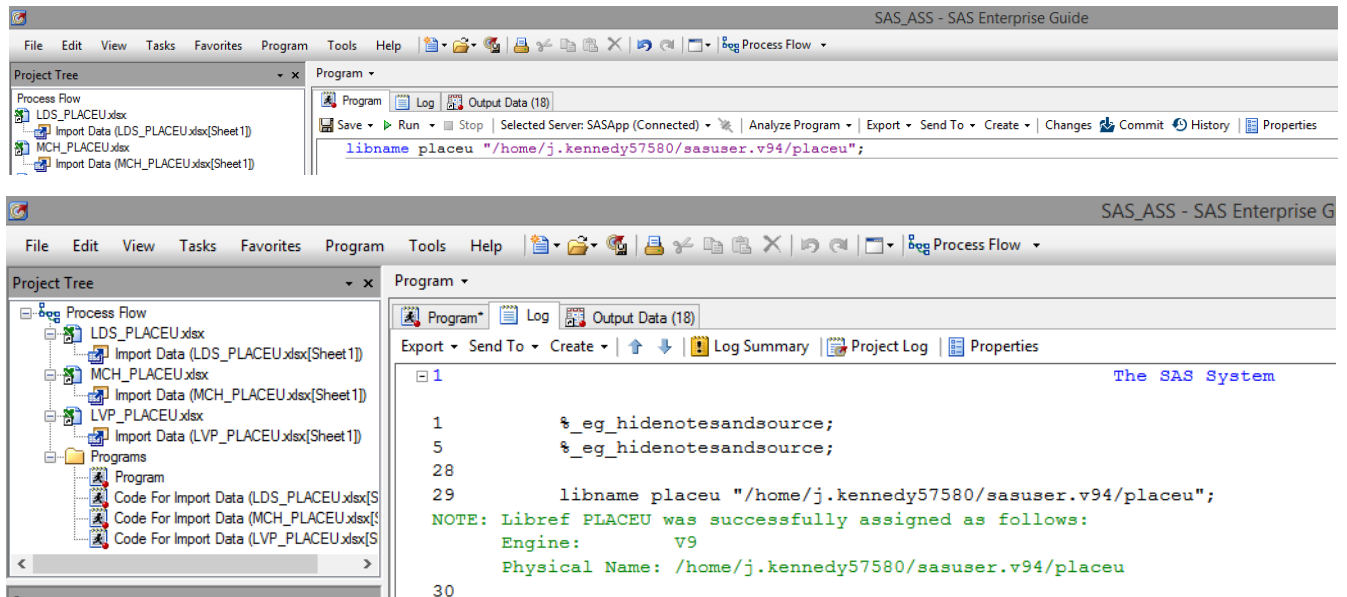 SAS_ASS - SAS Enterprise Guide
File Edit View Tasks Favorites Program Tools Help Process Flow
Project Tree
Program
Process Flow
Program Log Output Data (18)
LDS_PLACEU.xlsx
Save Run Stop Selected Server: SASApp (Connected) Analyze Program Export Send To Create Changes Commit History Properties
Import Data (LDS_PLACEU.xlsx[Sheet1])
MCH_PLACEU.xlsx
libname placeu "/home/j.kennedy57580/sasuser.v94/placeu";
Import Data (MCH_PLACEU.xlsx[Sheet1])
SAS_ASS - SAS Enterprise G
File Edit View Tasks Favorites Program Tools Help Process Flow
Project Tree
Program
Process Flow
LDS_PLACEU.xlsx
Import Data (LDS_PLACEU.xlsx[Sheet1])
MCH_PLACEU.xlsx
Import Data (MCH_PLACEU.xlsx[Sheet1])
LVP_PLACEU.xlsx
Import Data (LVP_PLACEU.xlsx[Sheet1])
Programs
Program
Code For Import Data (LDS_PLACEU.xlsx[S
Code For Import Data (MCH_PLACEU.xlsx[S
Code For Import Data (LVP_PLACEU.xlsx[S
Program* Log Output Data (18)
Export Send To Create Log Summary Project Log Properties
1 The SAS System
1 %_eg_hidenotesandsource;
5 %_eg_hidenotesandsource;
28
29 libname placeu "/home/j.kennedy57580/sasuser.v94/placeu";
NOTE: Libref PLACEU was successfully assigned as follows:
Engine: V9
Physical Name: /home/j.kennedy57580/sasuser.v94/placeu
30